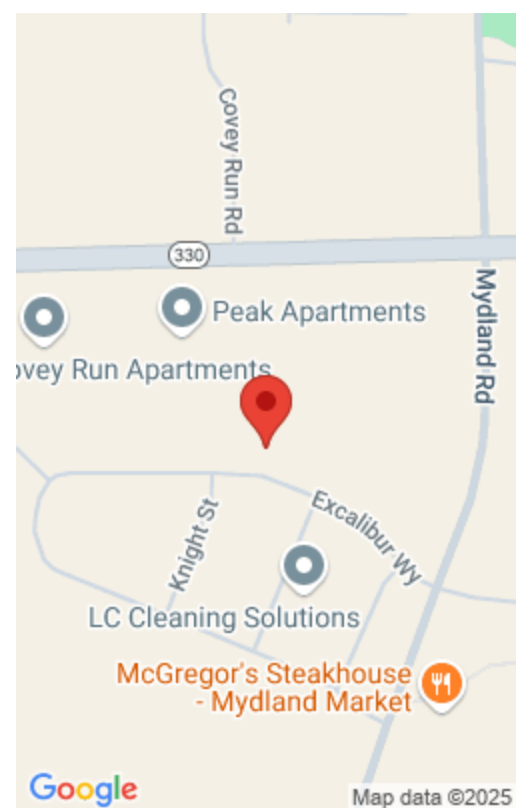 Covey Run Rd
330
Peak Apartments
Mydland Rd
ovey Run Apartments
Excalibur Wy
Knight St
LC Cleaning Solutions
McGregor's Steakhouse
- Mydland Market
Google
Map data ©2025